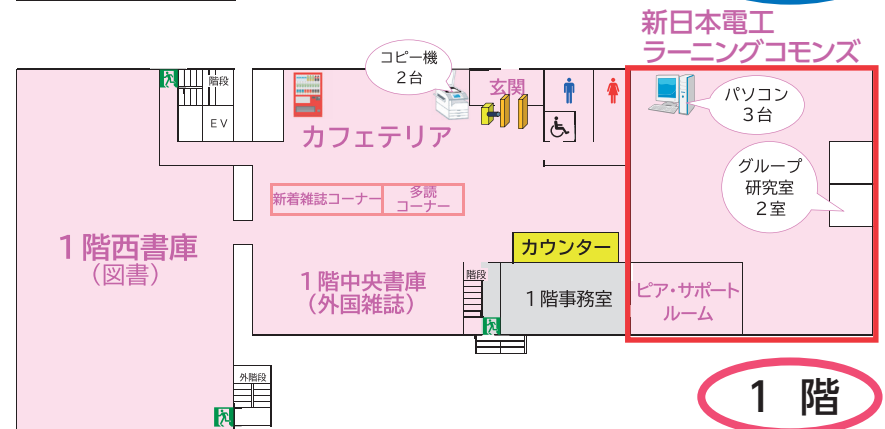 新日本電工
ラーニングコモンズ
コピー機
2台
階段
玄関
EV
カフェテリア
パソコン
3台
グループ
研究室
2室
新着雑誌コーナー
多読
コーナー
1階西書庫
(図書)
カウンター
1階中央書庫
(外国雑誌)
階段
1階事務室
ピア・サポート
ルーム
外階段
1 階